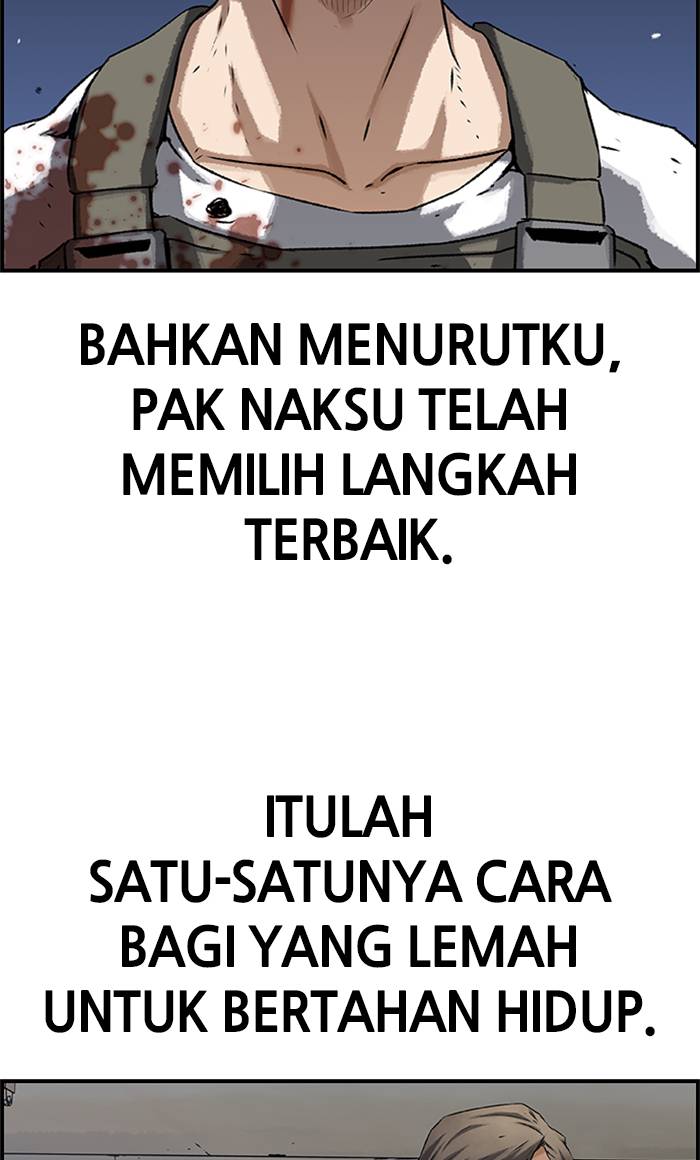 BAHKAN MENURUTKU,
PAK NAKSU TELAH
MEMILIH LANGKAH
TERBAIK.
ITULAH
SATU-SATUNYA CARA
BAGI YANG LEMAH
UNTUK BERTAHAN HIDUP.